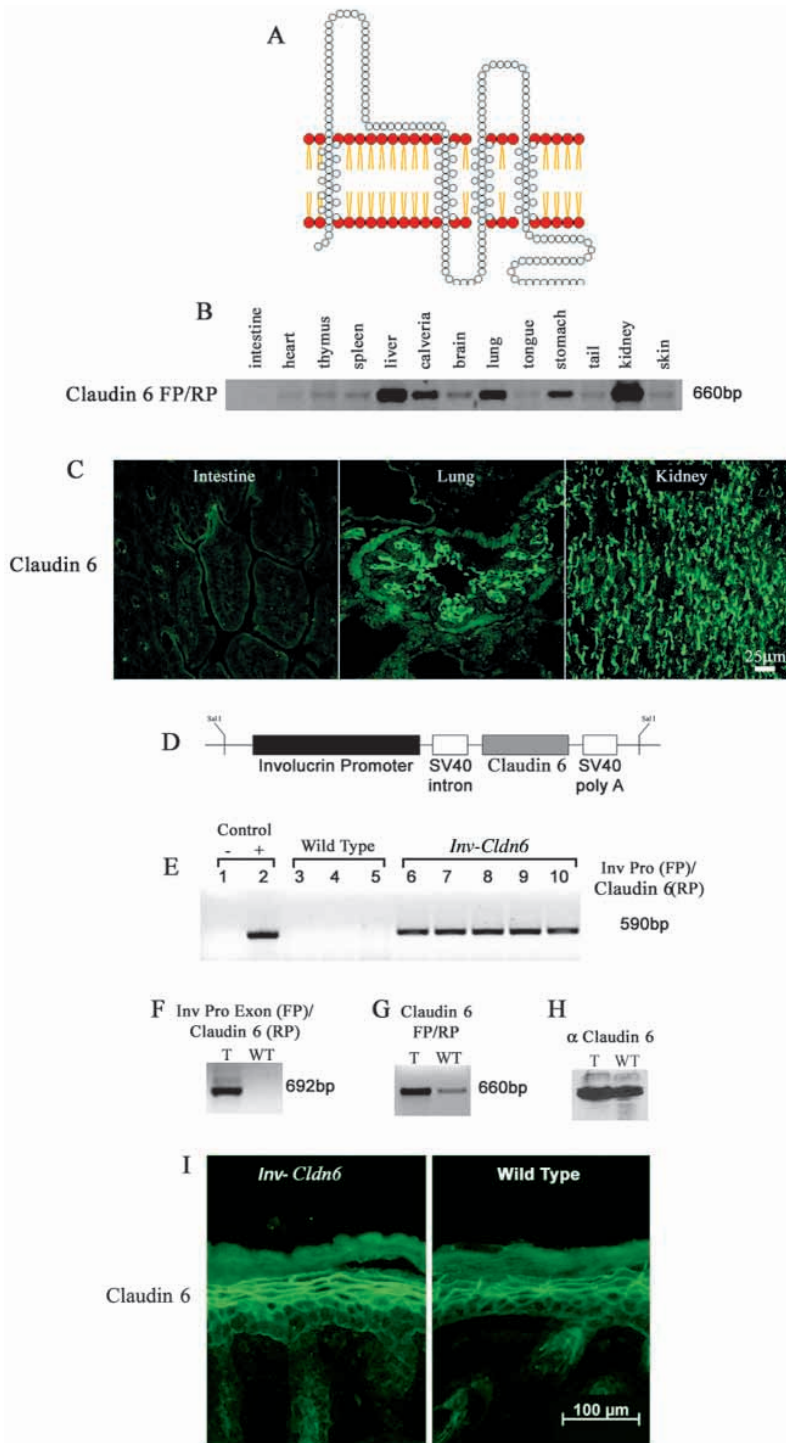 A
B
intestine
heart
thymus
spleen
liver
calveria
brain
lung
tongue
stomach
tail
kidney
skin
Claudin 6 FP/RP
660bp
C
Intestine
Lung
Kidney
Claudin 6
25µm
D
Sal I
Sal I
Involucrin Promoter
SV40
intron
Claudin 6
SV40
poly A
E
Control
- +
Wild Type
Inv-Cldn6
1 2 3 4 5 6 7 8 9 10
Inv Pro (FP)/
Claudin 6(RP)
590bp
F
Inv Pro Exon (FP)/
Claudin 6 (RP)
T WT
692bp
G
Claudin 6
FP/RP
T WT
660bp
H
α Claudin 6
T WT
I
Inv- Cldn6
Wild Type
Claudin 6
100 µm